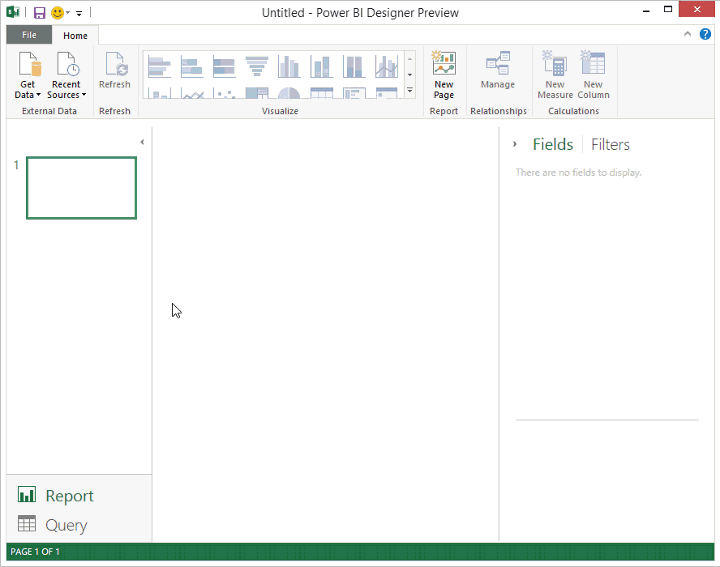 Untitled - Power BI Designer Preview
File Home
Get Data
Recent Sources
Refresh
Manage
New Page
New Measure
New Column
External Data
Refresh
Visualize
Report
Relationships
Calculations
1
Fields
Filters
There are no fields to display.
Report
Query
PAGE 1 OF 1